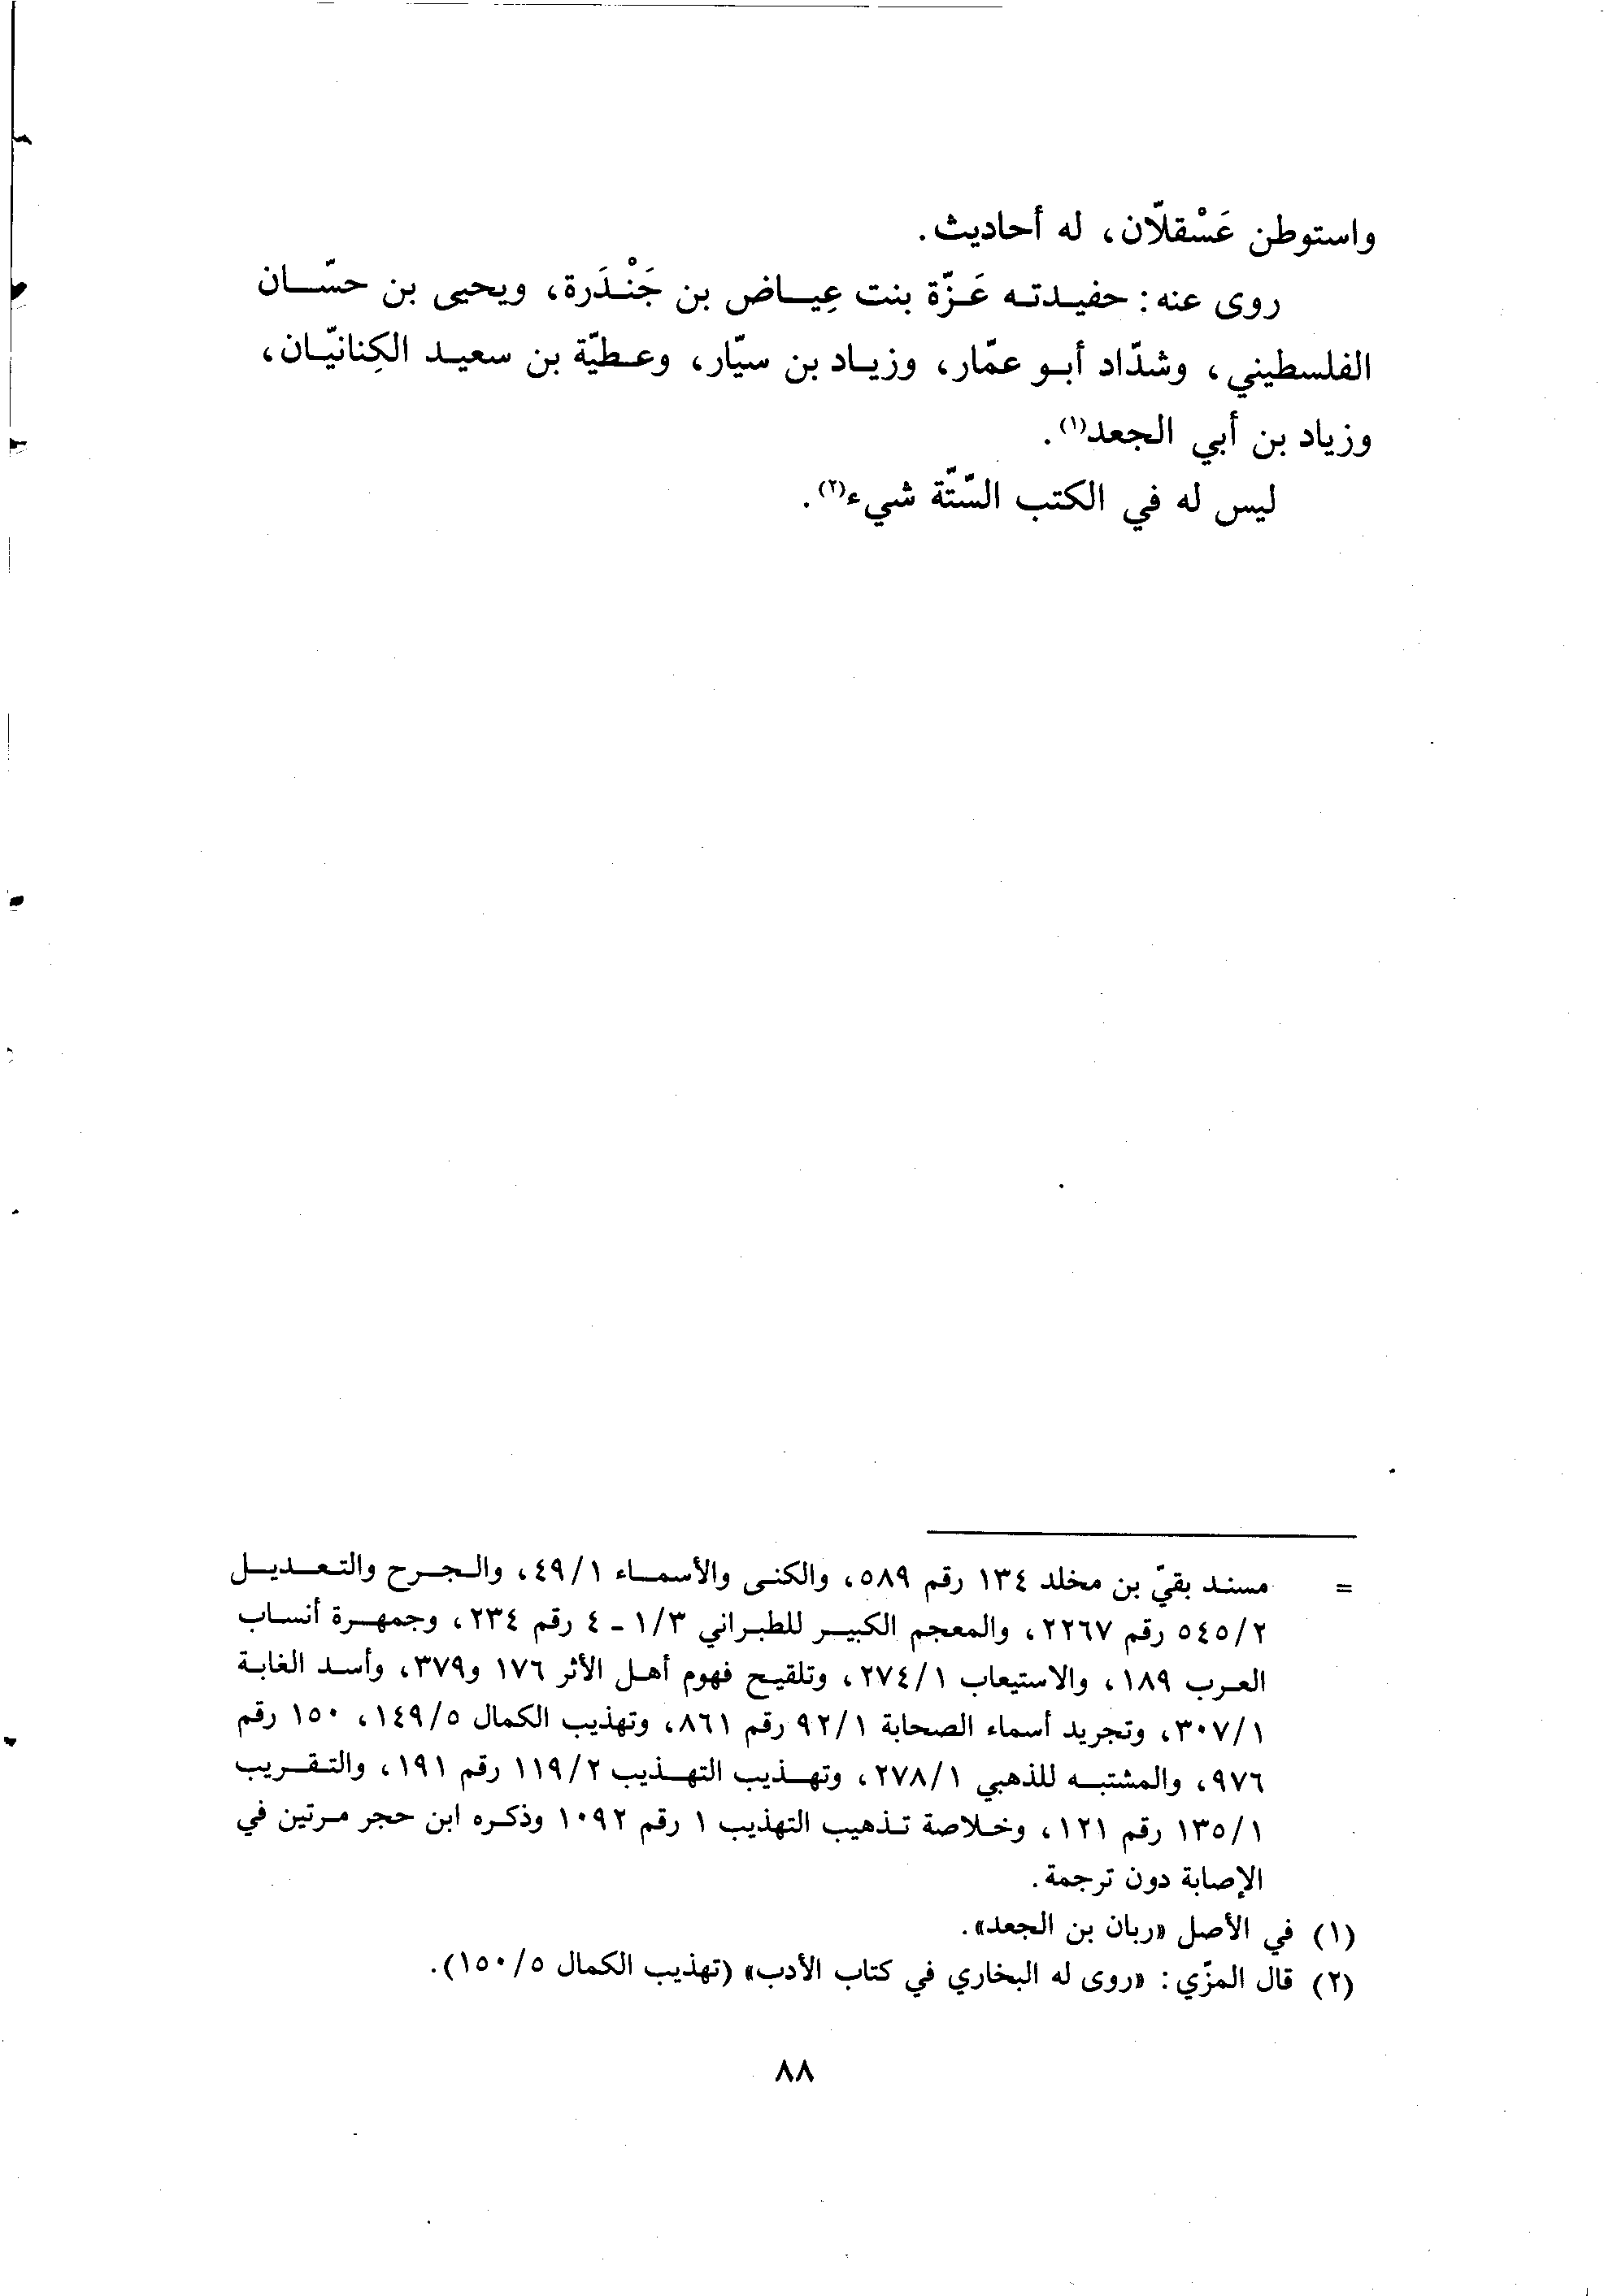 واستوطن عَسْقلّان، له أحاديث.
روى عنه: حفيدته عَزّة بنت عِياض بن جَنْدَرة، ويحيى بن حسّان
الفلسطيني، وشدّاد أبو عمّار، وزياد بن سيّار، وعطيّة بن سعيد الكِنانيّان،
وزياد بن أبي الجعد(١).
ليس له في الكتب السّتّة شيء(٢).
= مسند بقيّ بن مخلد ١٣٤ رقم ٥٨٩، والكنى والأسماء ٤٩/١، والجرح والتعديل
٥٤٥/٢ رقم ٢٢٦٧، والمعجم الكبير للطبراني ١/٣ - ٤ رقم ٢٣٤، وجمهرة أنساب
العرب ١٨٩، والاستيعاب ٢٧٤/١، وتلقيح فهوم أهل الأثر ١٧٦ و٣٧٩، وأسد الغابة
٣٠٧/١، وتجريد أسماء الصحابة ٩٢/١ رقم ٨٦١، وتهذيب الكمال ١٤٩/٥، ١٥٠ رقم
٩٧٦، والمشتبه للذهبي ٢٧٨/١، وتهذيب التهذيب ١١٩/٢ رقم ١٩١، والتقريب
١٣٥/١ رقم ١٢١، وخلاصة تذهيب التهذيب ١ رقم ١٠٩٢ وذكره ابن حجر مرتين في
الإصابة دون ترجمة.
(١) في الأصل «ربان بن الجعد».
(٢) قال المزّي: «روى له البخاري في كتاب الأدب» (تهذيب الكمال ١٥٠/٥).
٨٨